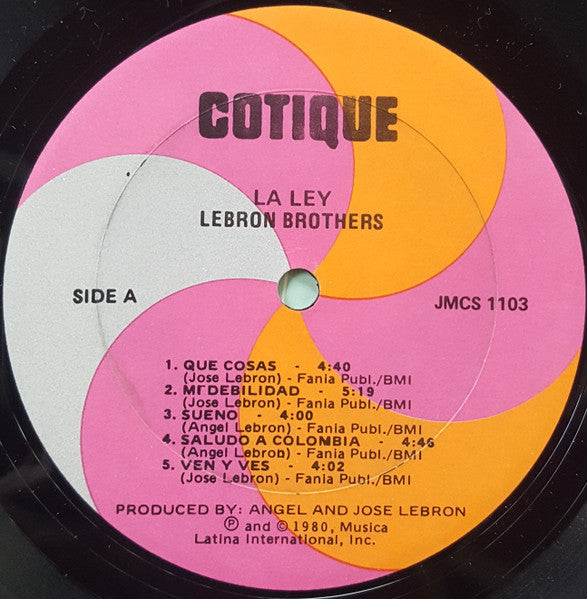 COTIQUE
LA LEY
LEBRON BROTHERS
SIDE A
JMCS 1103
1. QUE COSAS - 4:40
(Jose Lebron) - Fania Publ./BMI
2. MI DEBILIDAD - 5:19
(Jose Lebron) - Fania Publ./BMI
3. SUENO - 4:00
(Angel Lebron) - Fania Publ./BMI
4. SALUDO A COLOMBIA - 4:46
(Angel Lebrob) - Fania Publ./BMI
5. VEN Y VES - 4:02
(Jose Lebron) - Fania Publ./BMI
PRODUCED BY: ANGEL AND JOSE LEBRON
℗ and © 1980, Musica
Latina International, Inc.